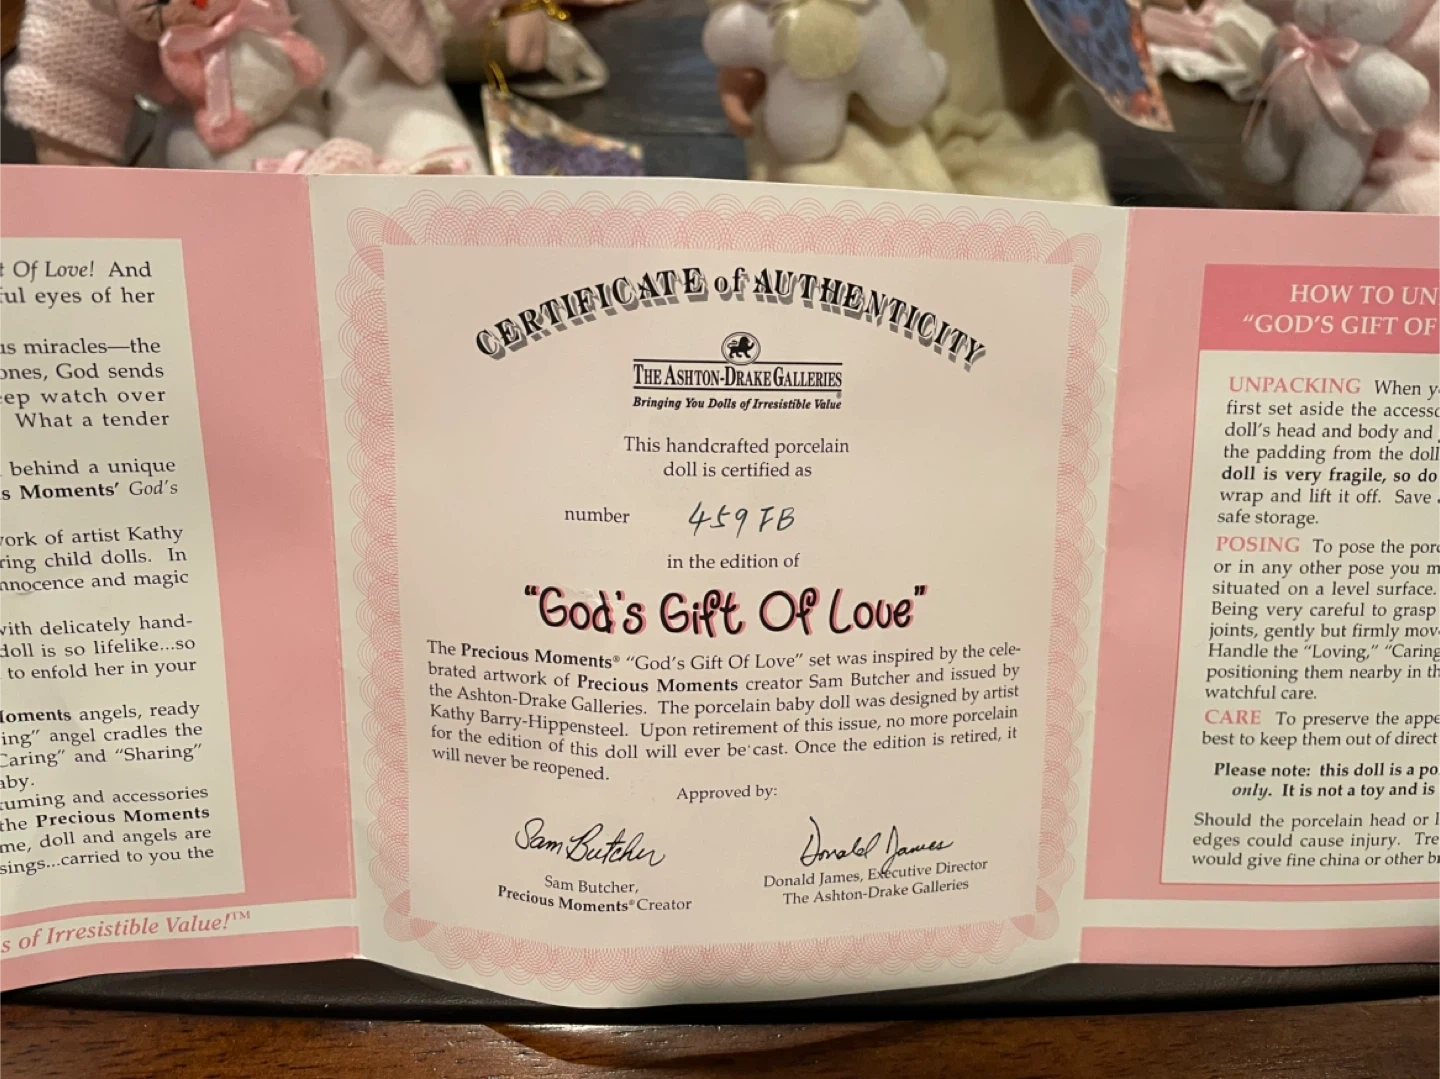 t Of Love! And
ful eyes of her
us miracles—the
ones, God sends
eep watch over
What a tender
behind a unique
s Moments' God's
work of artist Kathy
ring child dolls. In
nnocence and magic
with delicately hand-
doll is so lifelike...so
to enfold her in your
Moments angels, ready
ing" angel cradles the
Caring" and "Sharing"
aby.
tuming and accessories
the Precious Moments
me, doll and angels are
sings...carried to you the
s of Irresistible Value!™
CERTIFICATE of AUTHENTICITY
THE ASHTON-DRAKE GALLERIES
Bringing You Dolls of Irresistible Value
This handcrafted porcelain
doll is certified as
number 459FB
in the edition of
"God's Gift Of Love"
The Precious Moments® "God's Gift Of Love" set was inspired by the cele-
brated artwork of Precious Moments creator Sam Butcher and issued by
the Ashton-Drake Galleries. The porcelain baby doll was designed by artist
Kathy Barry-Hippensteel. Upon retirement of this issue, no more porcelain
for the edition of this doll will ever be cast. Once the edition is retired, it
will never be reopened.
Approved by:
Sam Butcher
Sam Butcher,
Precious Moments® Creator
Donald James
Donald James, Executive Director
The Ashton-Drake Galleries
HOW TO UN
"GOD'S GIFT OF
UNPACKING When y
first set aside the accesso
doll's head and body and
the padding from the doll
doll is very fragile, so do
wrap and lift it off. Save
safe storage.
POSING To pose the porc
or in any other pose you m
situated on a level surface.
Being very careful to grasp
joints, gently but firmly mov
Handle the "Loving," "Caring
positioning them nearby in th
watchful care.
CARE To preserve the appe
best to keep them out of direct
Please note: this doll is a po
only. It is not a toy and is
Should the porcelain head or l
edges could cause injury. Tre
would give fine china or other br